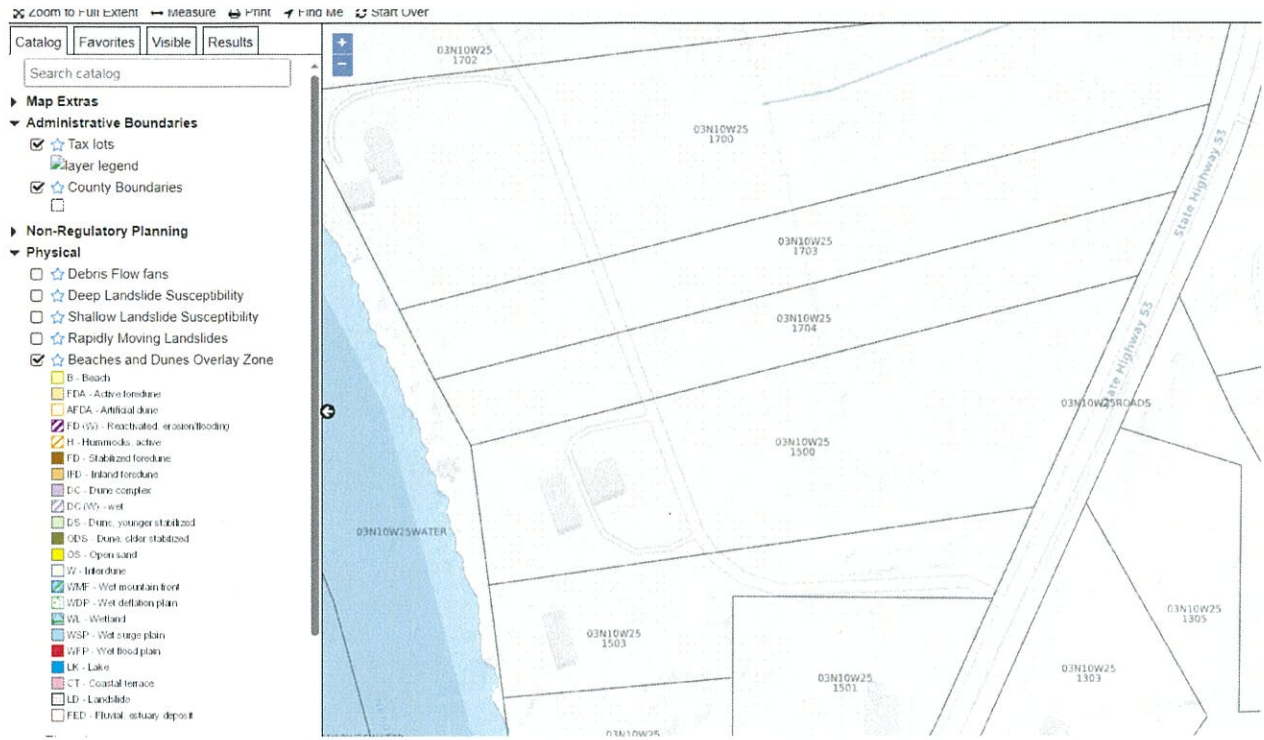 Zoom to Full Extent Measure Print Find Me Start Over
Catalog Favorites Visible Results
Search catalog
Map Extras
Administrative Boundaries
Tax lots
layer legend
County Boundaries
Non-Regulatory Planning
Physical
Debris Flow fans
Deep Landslide Susceptibility
Shallow Landslide Susceptibility
Rapidly Moving Landslides
Beaches and Dunes Overlay Zone
B - Beach
FDA - Active foredune
AFDA - Artificial dune
FD (W) - Reactivated, erosion/flooding
H - Hummocks, active
FD - Stabilized foredune
IFD - Inland foredune
DC - Dune complex
DC (W) - wet
DS - Dune, younger stabilized
ODS - Dune, older stabilized
OS - Open sand
W - Interdune
WMF - Wet mountain front
WDP - Wet deflation plain
WL - Wetland
WSP - Wet surge plain
WFP - Wet flood plain
LK - Lake
CT - Coastal terrace
LD - Landslide
FED - Fluvial, estuary deposit
+
−
03N10W25
1702
03N10W25
1700
State Highway 53
03N10W25
1703
03N10W25
1704
State Highway 53
03N10W25ROADS
03N10W25
1500
03N10W25WATER
03N10W25
1503
03N10W25
1501
03N10W25
1305
03N10W25
1303
03N10W25